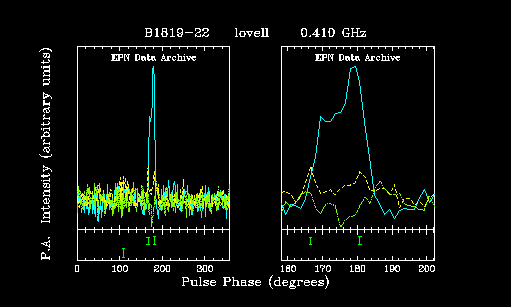 B1819-22 lovell 0.410 GHz
EPN Data Archive EPN Data Archive
P.A. Intensity (arbitrary units)
0 100 200 300 160 170 180 190 200
Pulse Phase (degrees)